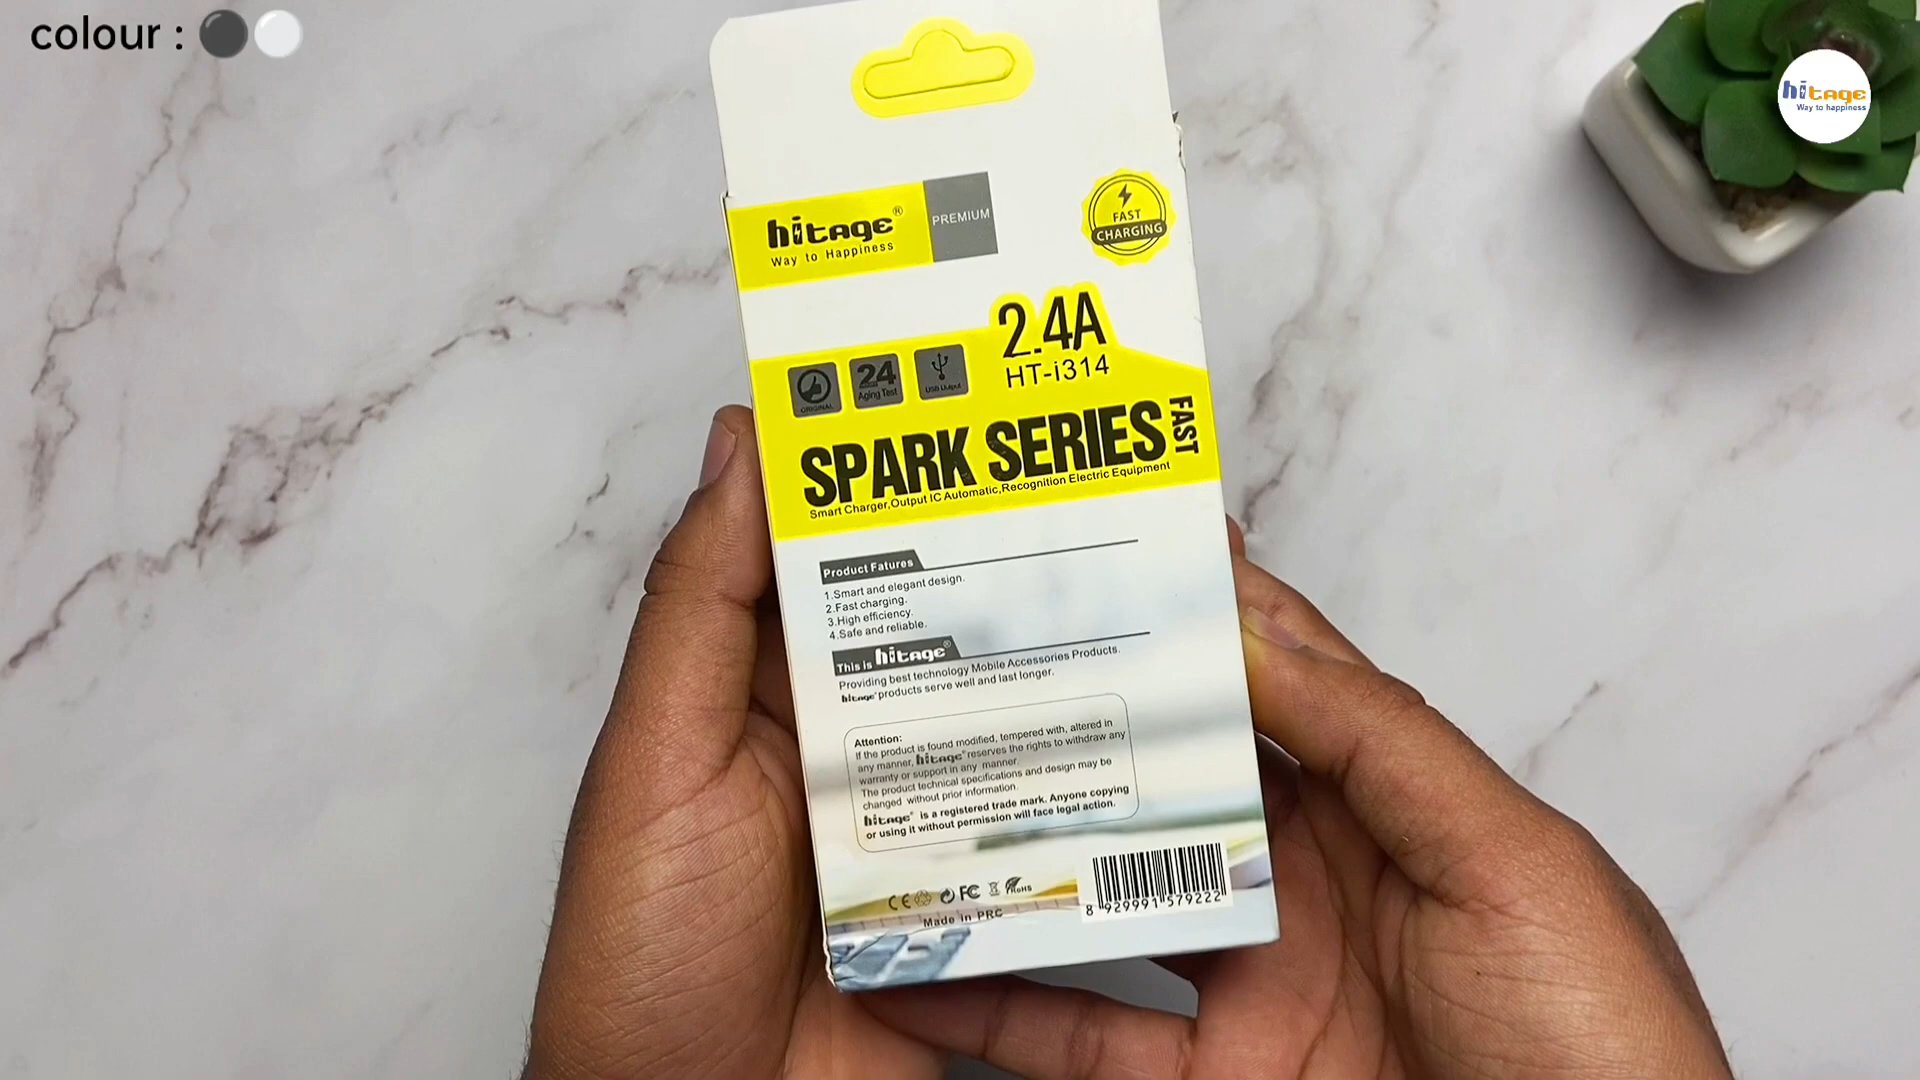 colour :
hitage
Way to happiness
hitage®
Way to Happiness
PREMIUM
FAST
CHARGING
2.4A
HT-i314
ORIGINAL
24
Aging Test
USB Output
SPARK SERIES
FAST
Smart Charger,Output IC Automatic,Recognition Electric Equipment
Product Fatures
1.Smart and elegant design.
2.Fast charging.
3.High efficiency.
4.Safe and reliable.
This is hitage®
Providing best technology Mobile Accessories Products.
hitage® products serve well and last longer.
Attention:
If the product is found modified, tempered with, altered in
any manner, hitage® reserves the rights to withdraw any
warranty or support in any manner.
The product technical specifications and design may be
changed without prior information.
hitage® is a registered trade mark. Anyone copying
or using it without permission will face legal action.
CE FC RoHS
Made in PRC
8 929991 579222